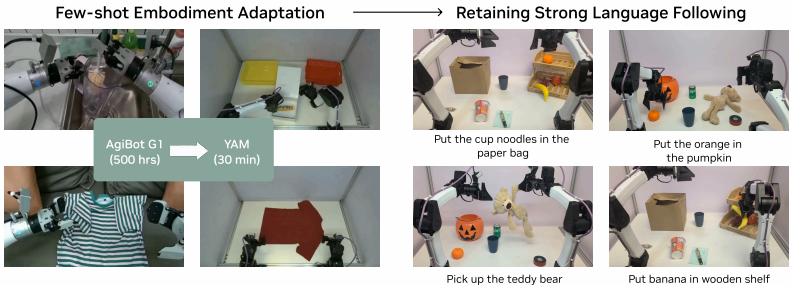 Few-shot Embodiment Adaptation
Retaining Strong Language Following
AgiBot G1
(500 hrs)
YAM
(30 min)
Put the cup noodles in the
paper bag
Put the orange in
the pumpkin
Pick up the teddy bear
Put banana in wooden shelf